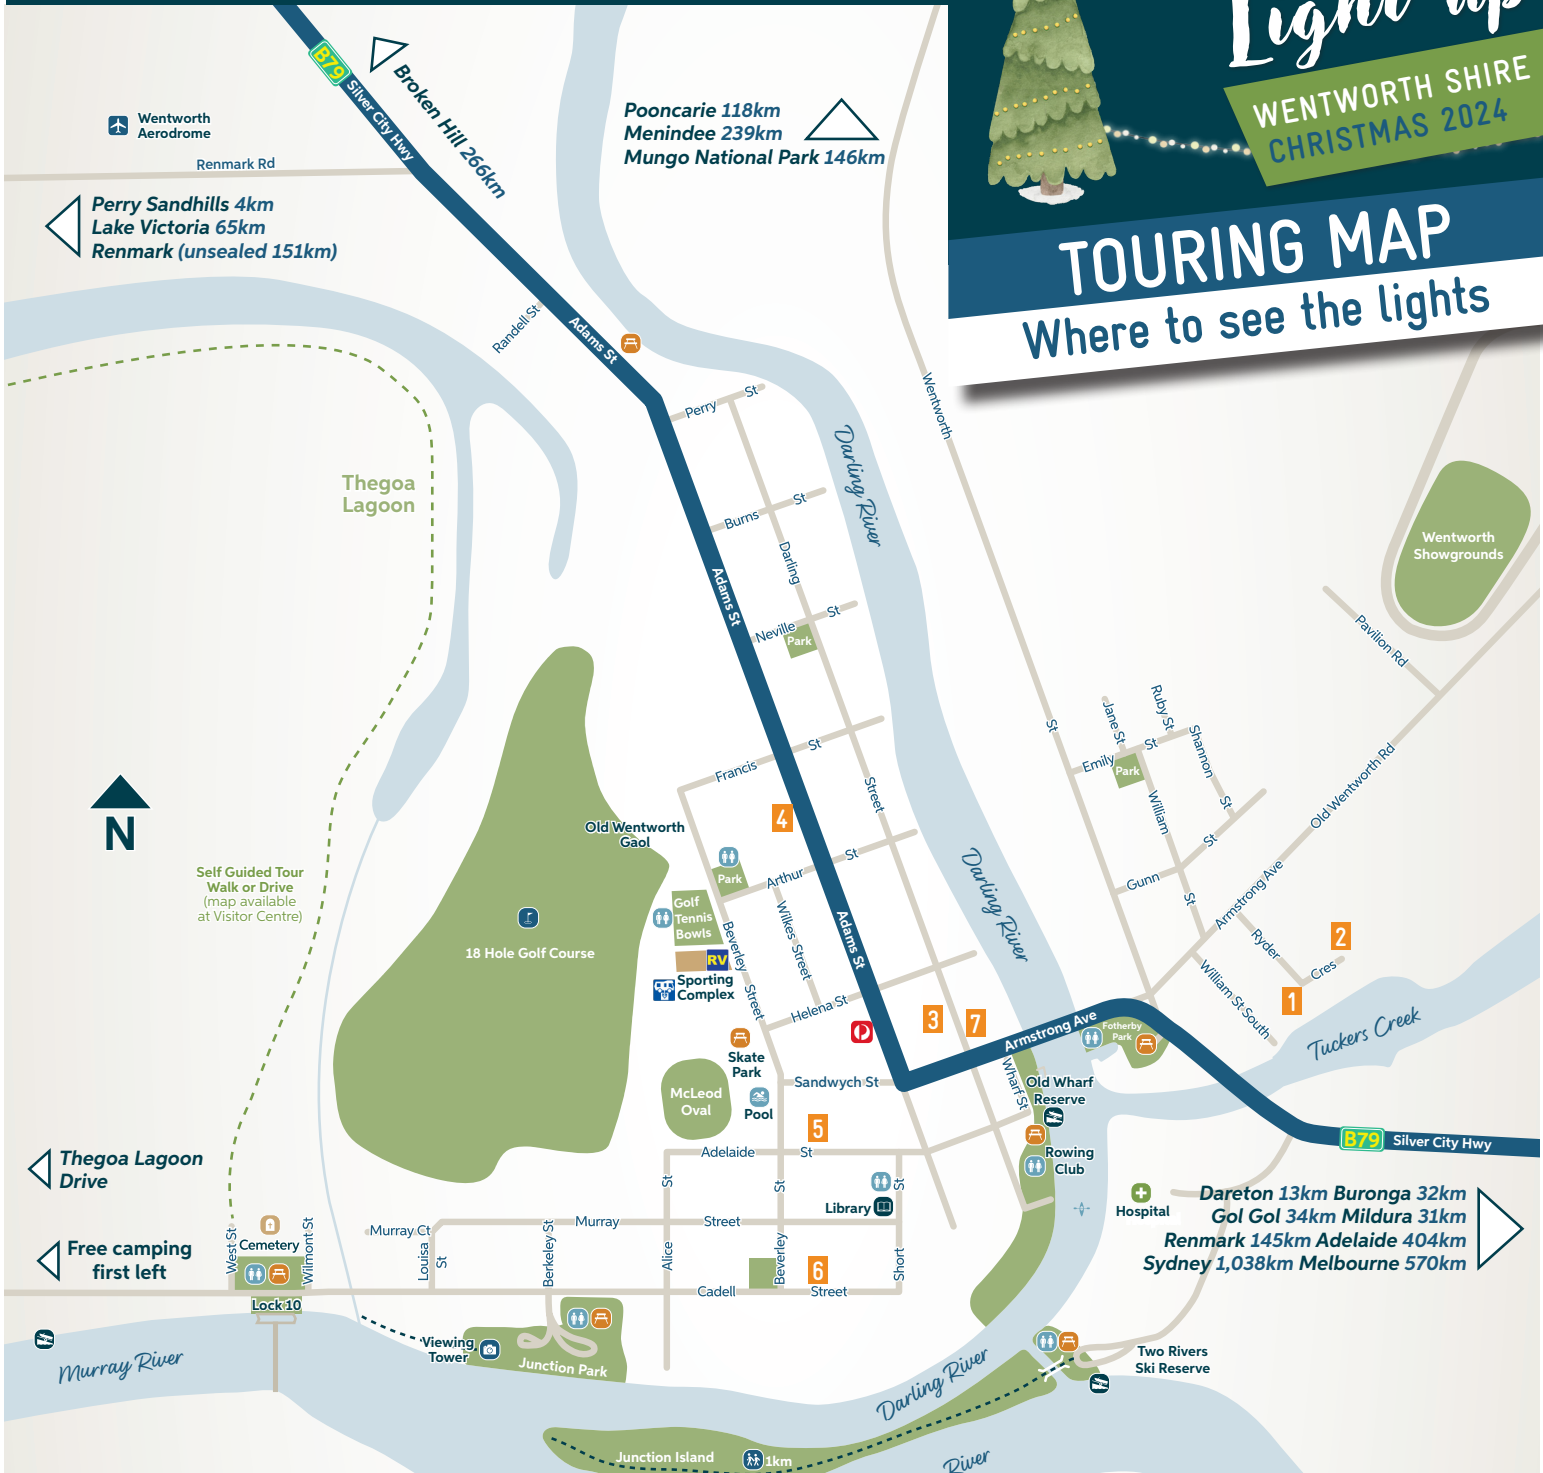 Light up
WENTWORTH SHIRE
CHRISTMAS 2024
TOURING MAP
Where to see the lights
B79
Silver City Hwy
Broken Hill 266km
Wentworth
Aerodrome
Renmark Rd
Perry Sandhills 4km
Lake Victoria 65km
Renmark (unsealed 151km)
Pooncarie 118km
Menindee 239km
Mungo National Park 146km
Randell St
Adams St
Perry St
Darling River
Wentworth St
Thegoa
Lagoon
Burns St
Darling Street
Adams St
Neville St
Park
Wentworth
Showgrounds
Pavilion Rd
Jane St
Ruby St
Shannon St
Emily St
Park
William St
Gunn St
Old Wentworth Rd
Armstrong Ave
Ryder Cres
2
1
William St South
Tuckers Creek
Francis St
4
Old Wentworth
Gaol
Park
Arthur St
N
Self Guided Tour
Walk or Drive
(map available
at Visitor Centre)
18 Hole Golf Course
Golf
Tennis
Bowls
RV
Sporting
Complex
Beverley Street
Wilkes Street
Adams St
Helena St
Darling River
3
7
Armstrong Ave
Fotherby
Park
Skate
Park
McLeod
Oval
Pool
Sandwych St
Wharf St
Old Wharf
Reserve
Rowing
Club
B79
Silver City Hwy
5
Adelaide St
Library
Hospital
Dareton 13km Buronga 32km
Gol Gol 34km Mildura 31km
Renmark 145km Adelaide 404km
Sydney 1,038km Melbourne 570km
Thegoa Lagoon
Drive
Free camping
first left
West St
Cemetery
Wilmont St
Murray Ct
Louisa St
Berkeley St
Murray Street
Alice St
Beverley St
Short St
6
Cadell Street
Lock 10
Viewing
Tower
Junction Park
Murray River
Darling River
Two Rivers
Ski Reserve
Junction Island
1km
River